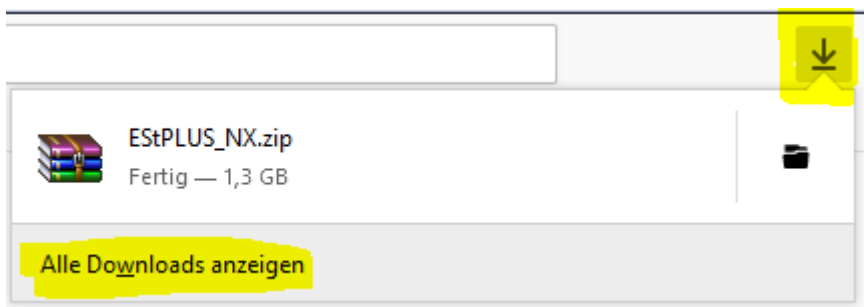 EStPLUS_NX.zip
Fertig — 1,3 GB
Alle Downloads anzeigen